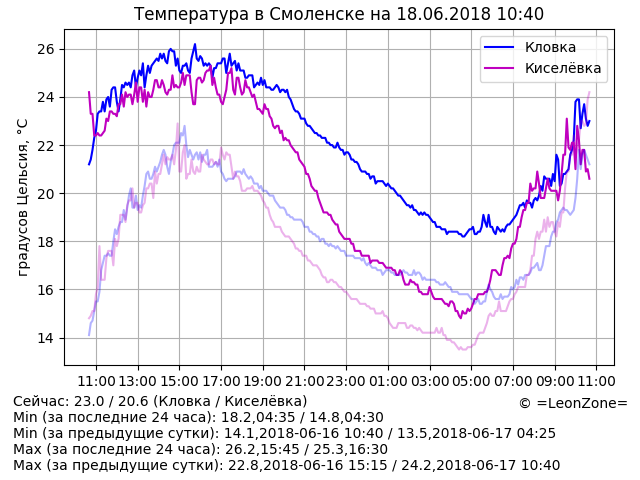 Температура в Смоленске на 18.06.2018 10:40
Кловка
Киселёвка
градусов Цельсия, °C
26
24
22
20
18
16
14
11:00 13:00 15:00 17:00 19:00 21:00 23:00 01:00 03:00 05:00 07:00 09:00 11:00
Сейчас: 23.0 / 20.6 (Кловка / Киселёвка)
© =LeonZone=
Min (за последние 24 часа): 18.2,04:35 / 14.8,04:30
Min (за предыдущие сутки): 14.1,2018-06-16 10:40 / 13.5,2018-06-17 04:25
Max (за последние 24 часа): 26.2,15:45 / 25.3,16:30
Max (за предыдущие сутки): 22.8,2018-06-16 15:15 / 24.2,2018-06-17 10:40